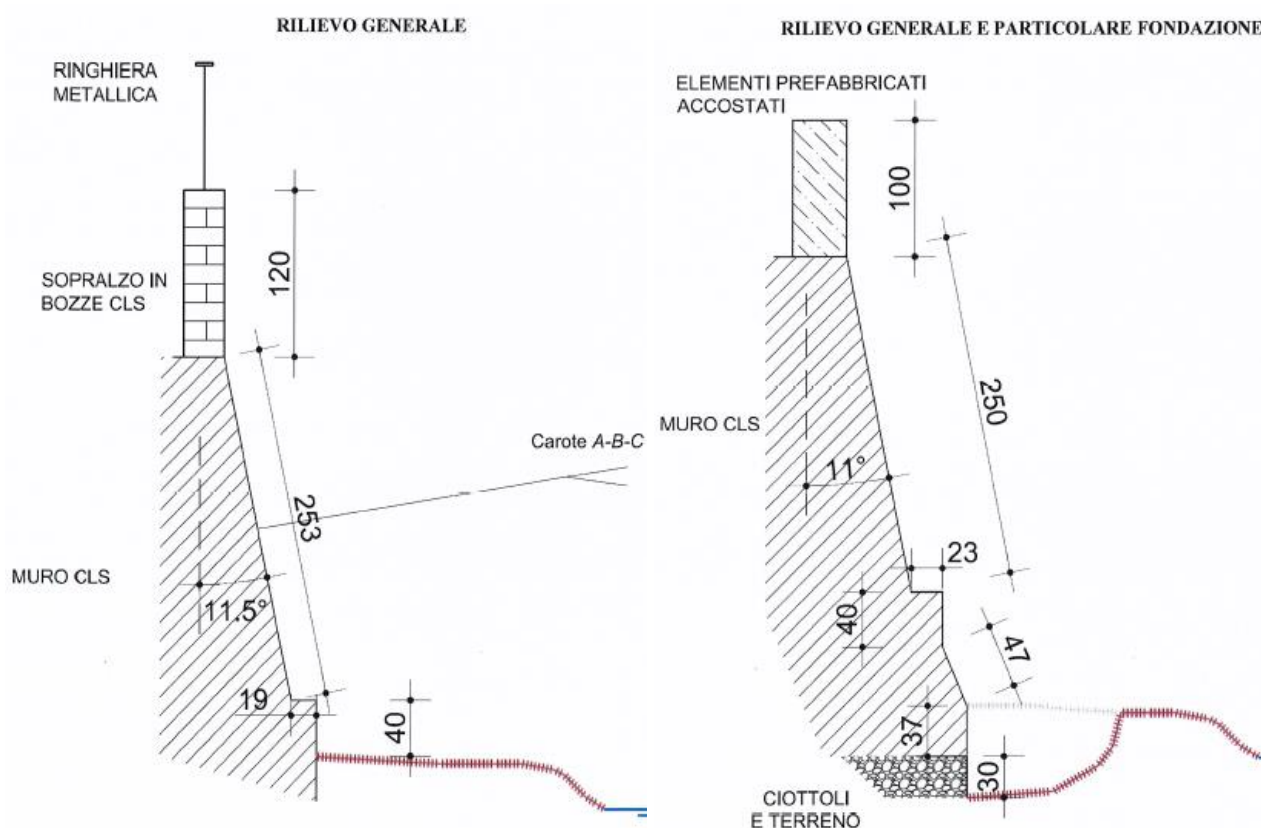 RILIEVO GENERALE
RINGHIERA
METALLICA
120
SOPRALZO IN
BOZZE CLS
Carote A-B-C
253
MURO CLS
11.5°
19
40
RILIEVO GENERALE E PARTICOLARE FONDAZIONE
ELEMENTI PREFABBRICATI
ACCOSTATI
100
250
MURO CLS
11°
23
40
47
37
30
CIOTTOLI
E TERRENO